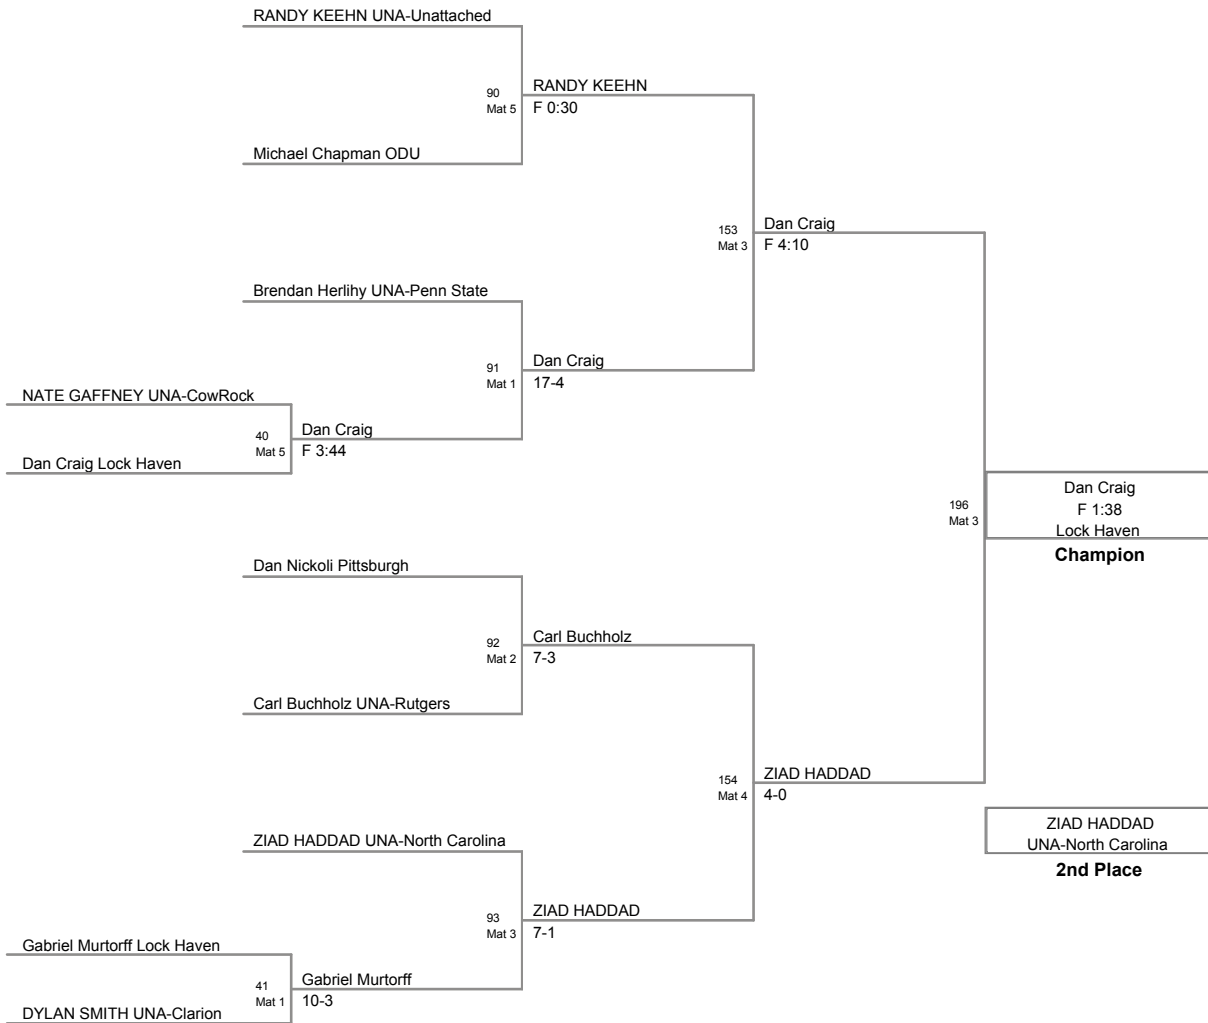 RANDY KEEHN UNA-Unattached
90
Mat 5
RANDY KEEHN
F 0:30
Michael Chapman ODU
153
Mat 3
Dan Craig
F 4:10
Brendan Herlihy UNA-Penn State
91
Mat 1
Dan Craig
17-4
NATE GAFFNEY UNA-CowRock
40
Mat 5
Dan Craig
F 3:44
Dan Craig Lock Haven
196
Mat 3
Dan Craig
F 1:38
Lock Haven
Champion
Dan Nickoli Pittsburgh
92
Mat 2
Carl Buchholz
7-3
Carl Buchholz UNA-Rutgers
154
Mat 4
ZIAD HADDAD
4-0
ZIAD HADDAD
UNA-North Carolina
2nd Place
ZIAD HADDAD UNA-North Carolina
93
Mat 3
ZIAD HADDAD
7-1
Gabriel Murtorff Lock Haven
41
Mat 1
Gabriel Murtorff
10-3
DYLAN SMITH UNA-Clarion